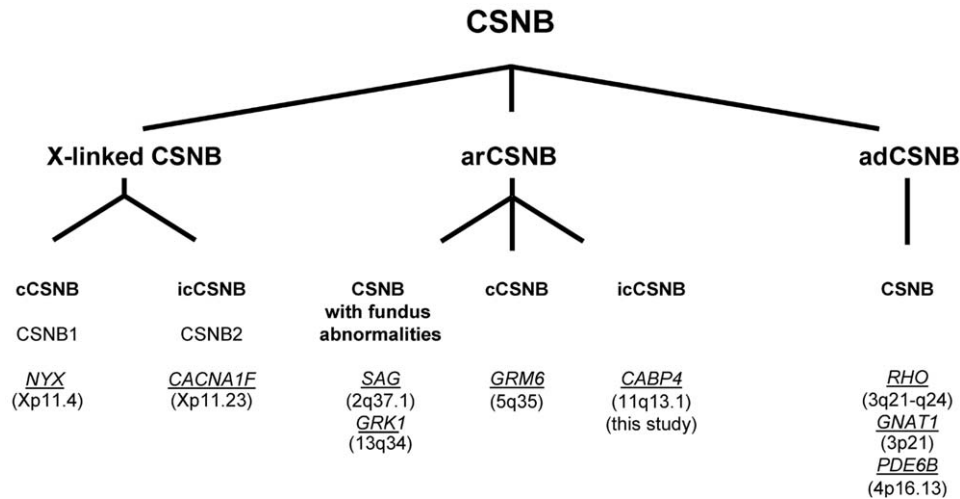 CSNB
X-linked CSNB arCSNB adCSNB
cCSNB icCSNB CSNB cCSNB icCSNB CSNB
with fundus
CSNB1 CSNB2 abnormalities
NYX CACNA1F SAG GRM6 CABP4 RHO
(Xp11.4) (Xp11.23) (2q37.1) (5q35) (11q13.1) (3q21-q24)
GRK1 (this study) GNAT1
(13q34) (3p21)
PDE6B
(4p16.13)